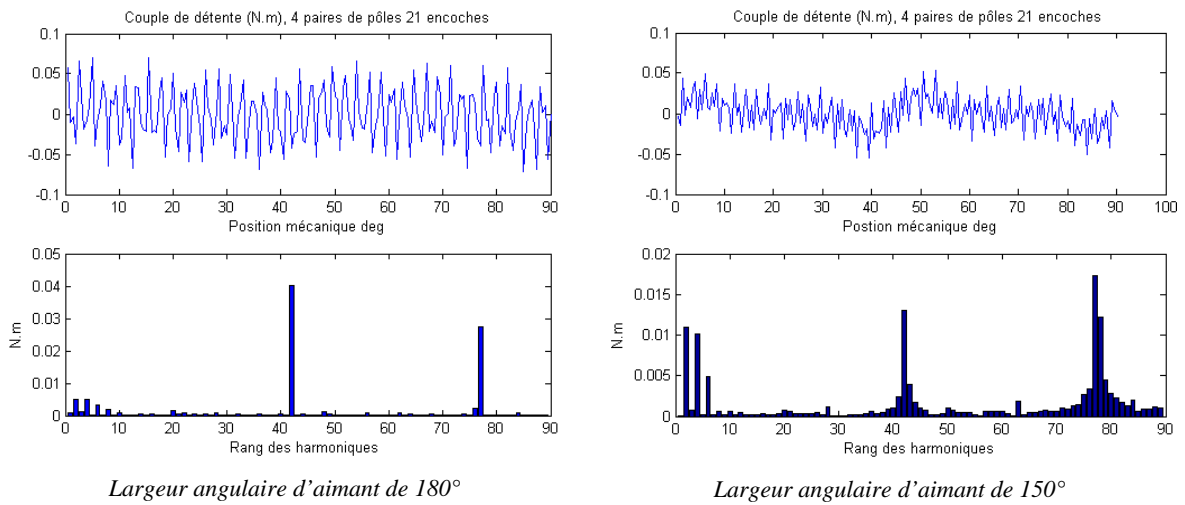 Couple de détente (N.m), 4 paires de pôles 21 encoches
0.1
0.05
0
-0.05
-0.1
0 10 20 30 40 50 60 70 80 90
Position mécanique deg
0.05
0.04
0.03
0.02
0.01
0
N.m
0 10 20 30 40 50 60 70 80 90
Rang des harmoniques
Largeur angulaire d'aimant de 180°
Couple de détente (N.m), 4 paires de pôles 21 encoches
0.1
0.05
0
-0.05
-0.1
0 10 20 30 40 50 60 70 80 90 100
Postion mécanique deg
0.02
0.015
0.01
0.005
0
N.m
0 10 20 30 40 50 60 70 80 90
Rang des harmoniques
Largeur angulaire d'aimant de 150°